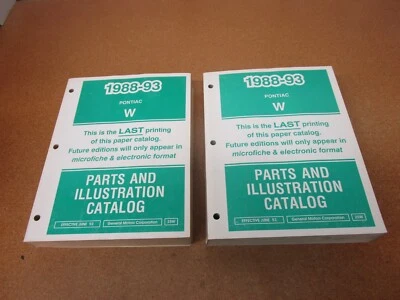 1988-93
PONTIAC
W
This is the LAST printing
of this paper catalog.
Future editions will only appear in
microfiche & electronic format
PARTS AND
ILLUSTRATION
CATALOG
General Motors Corporation
1988-93
PONTIAC
W
This is the LAST printing
of this paper catalog.
Future editions will only appear in
microfiche & electronic format
PARTS AND
ILLUSTRATION
CATALOG
General Motors Corporation